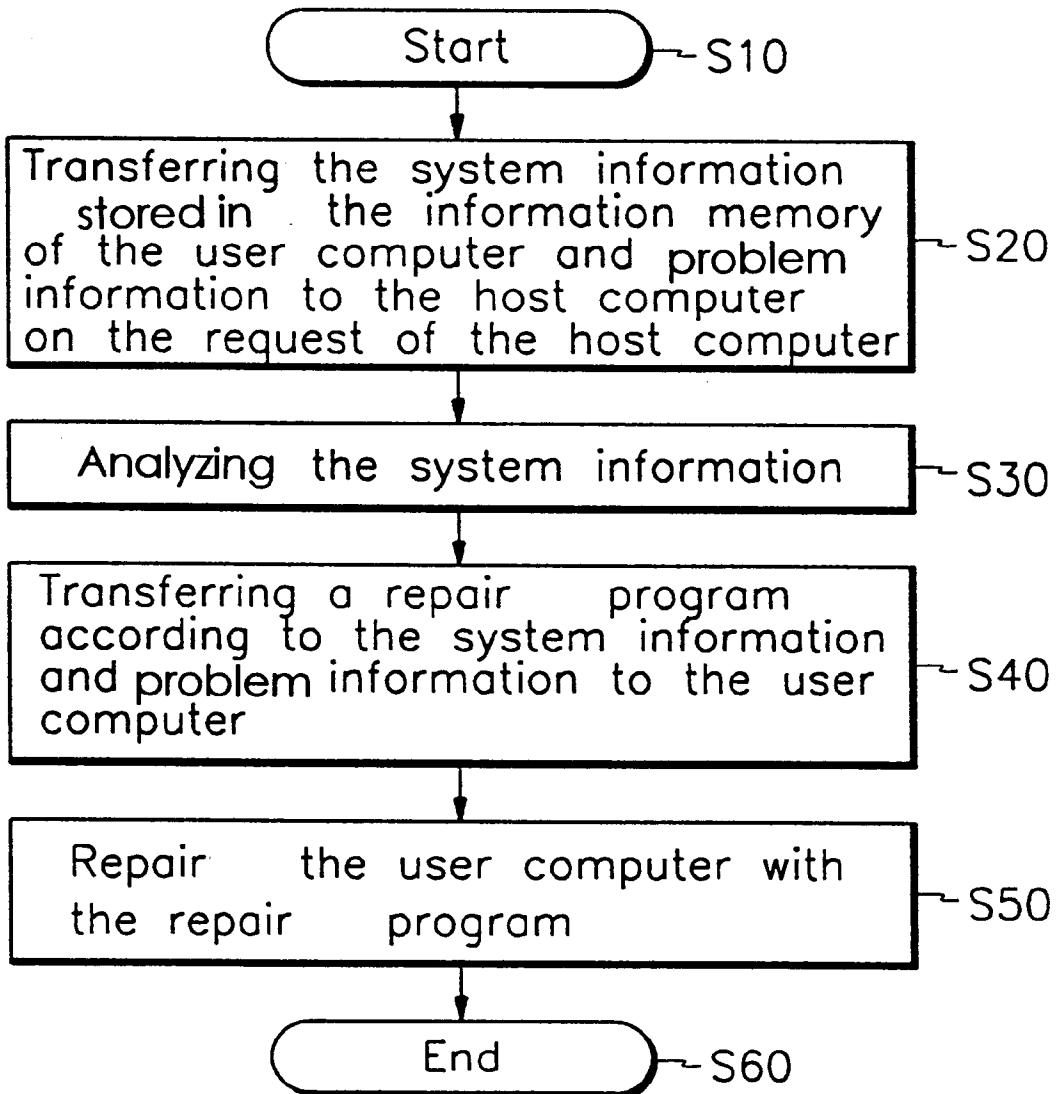 Start
S10
Transferring the system information
stored in the information memory
of the user computer and problem
information to the host computer
on the request of the host computer
S20
Analyzing the system information
S30
Transferring a repair program
according to the system information
and problem information to the user
computer
S40
Repair the user computer with
the repair program
S50
End
S60